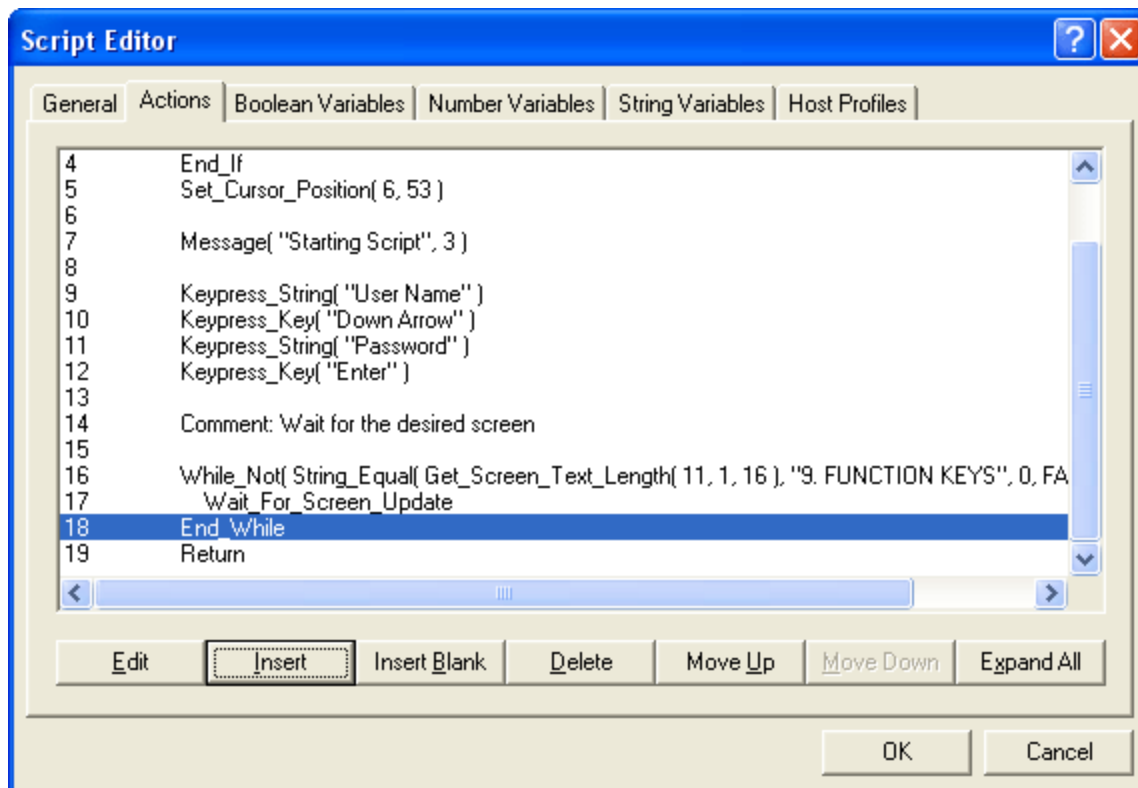 Script Editor
General Actions Boolean Variables Number Variables String Variables Host Profiles
4 End_If
5 Set_Cursor_Position( 6, 53 )
6
7 Message( "Starting Script", 3 )
8
9 Keypress_String( "User Name" )
10 Keypress_Key( "Down Arrow" )
11 Keypress_String( "Password" )
12 Keypress_Key( "Enter" )
13
14 Comment: Wait for the desired screen
15
16 While_Not( String_Equal( Get_Screen_Text_Length( 11, 1, 16 ), "9. FUNCTION KEYS", 0, FA
17 Wait_For_Screen_Update
18 End_While
19 Return
Edit Insert Insert Blank Delete Move Up Move Down Expand All
OK Cancel